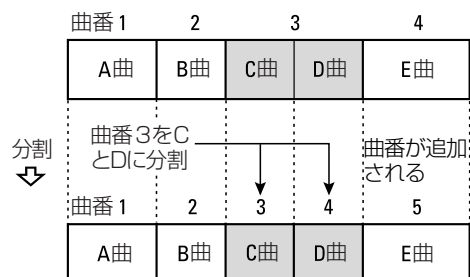 曲番 1 2 3 4
A曲 B曲 C曲 D曲 E曲
分割
曲番3をC
とDに分割
曲番が追加
される
曲番 1 2 3 4 5
A曲 B曲 C曲 D曲 E曲